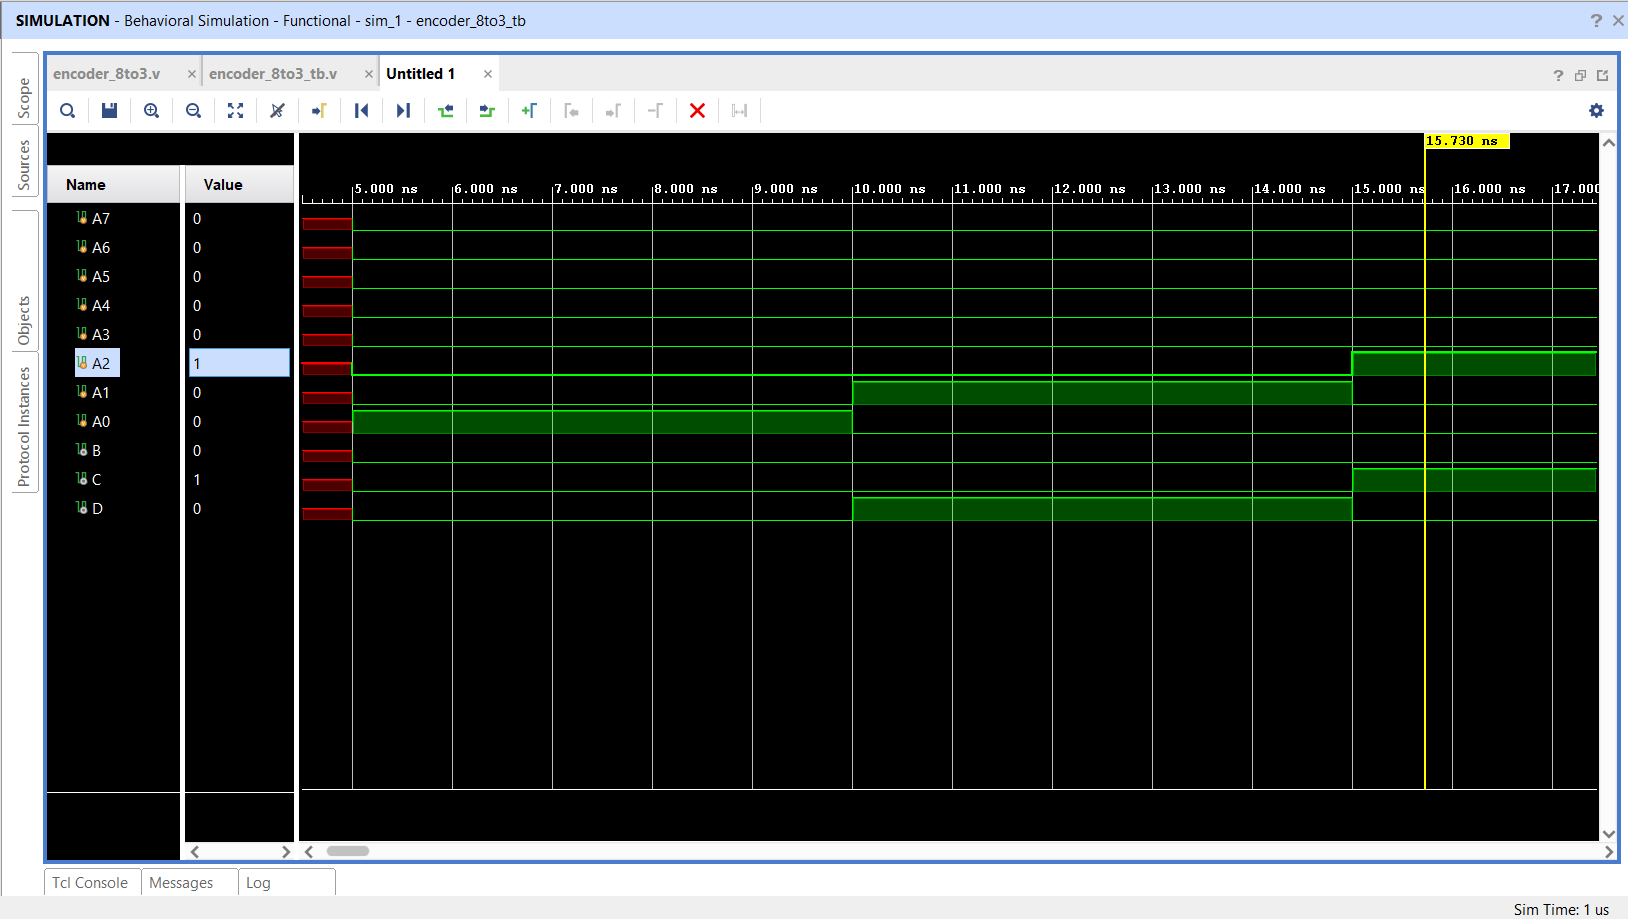 SIMULATION - Behavioral Simulation - Functional - sim_1 - encoder_8to3_tb
Scope
Sources
Objects
Protocol Instances
encoder_8to3.v
encoder_8to3_tb.v
Untitled 1
15.730 ns
Name Value
5.000 ns 6.000 ns 7.000 ns 8.000 ns 9.000 ns 10.000 ns 11.000 ns 12.000 ns 13.000 ns 14.000 ns 15.000 ns 16.000 ns 17.000
A7 0
A6 0
A5 0
A4 0
A3 0
A2 1
A1 0
A0 0
B 0
C 1
D 0
Tcl Console Messages Log
Sim Time: 1 us